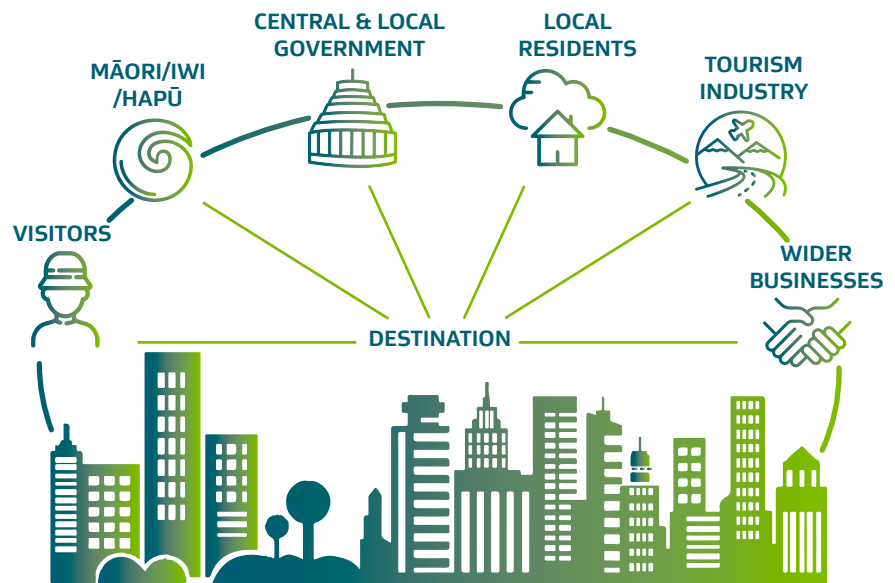 CENTRAL & LOCAL
GOVERNMENT
LOCAL
RESIDENTS
MĀORI/IWI
/HAPŪ
TOURISM
INDUSTRY
VISITORS
WIDER
BUSINESSES
DESTINATION